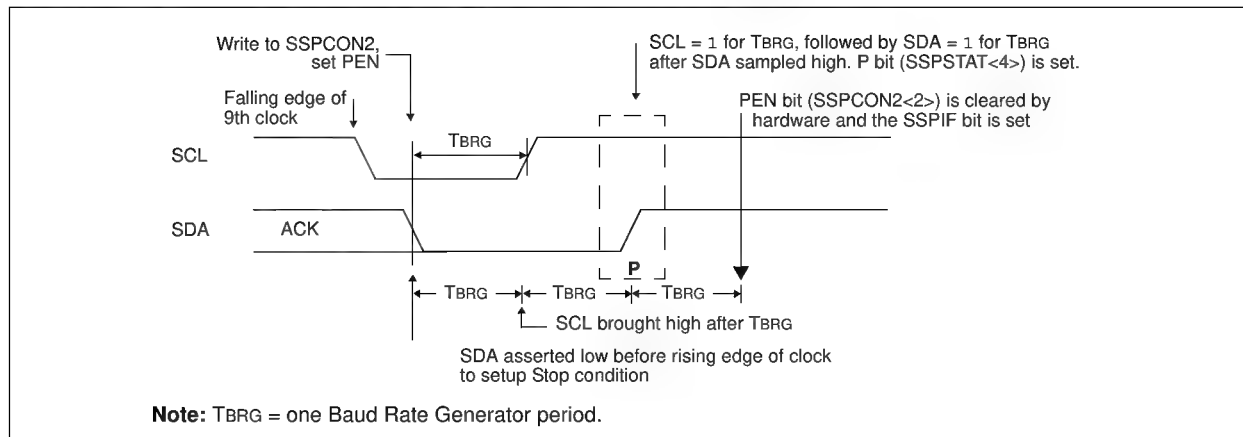 Write to SSPCON2,
set PEN
SCL = 1 for TBRG, followed by SDA = 1 for TBRG
after SDA sampled high. P bit (SSPSTAT<4>) is set.
Falling edge of
9th clock
PEN bit (SSPCON2<2>) is cleared by
hardware and the SSPIF bit is set
TBRG
SCL
SDA
ACK
P
TBRG
TBRG
TBRG
SCL brought high after TBRG
SDA asserted low before rising edge of clock
to setup Stop condition
Note: TBRG = one Baud Rate Generator period.